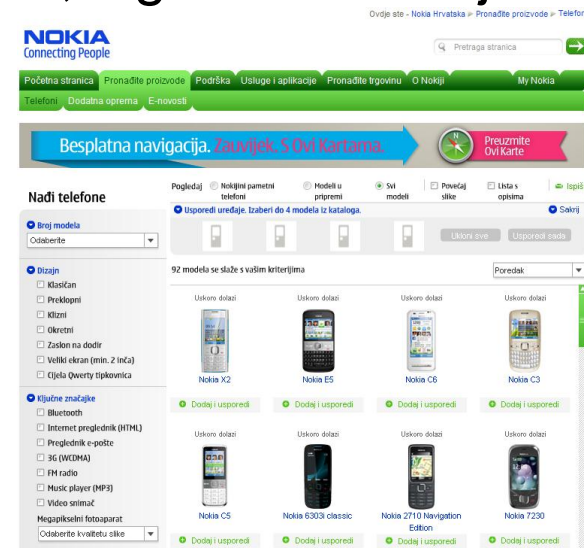 Ovdje ste - Nokia Hrvatska ▹ Pronađite proizvode ▹ Telefor
NOKIA
Connecting People
Pretraga stranica
Početna stranica Pronađite proizvode Podrška Usluge i aplikacije Pronađite trgovinu O Nokiji My Nokia
Telefoni Dodatna oprema E-novosti
Besplatna navigacija. Zauvijek. S Ovi Kartama.
Preuzmite
Ovi Karte
Nađi telefone
Pogledaj Nokijini pametni telefoni Modeli u pripremi Svi modeli Povećaj slike Lista s opisima Ispiš
Usporedi uređaje. Izaberi do 4 modela iz kataloga. Sakrij
Ukloni sve Usporedi sada
Broj modela
Odaberite
92 modela se slaže s vašim kriterijima
Poredak
Dizajn
Klasičan
Preklopni
Klizni
Okretni
Zaslon na dodir
Veliki ekran (min. 2 inča)
Cijela Qwerty tipkovnica
Ključne značajke
Bluetooth
Internet preglednik (HTML)
Preglednik e-pošte
3G (WCDMA)
FM radio
Music player (MP3)
Video snimač
Megapikselni fotoaparat
Odaberite kvalitetu slike
Uskoro dolazi Uskoro dolazi Uskoro dolazi Uskoro dolazi
Nokia X2 Nokia E5 Nokia C6 Nokia C3
Dodaj i usporedi Dodaj i usporedi Dodaj i usporedi Dodaj i usporedi
Uskoro dolazi Uskoro dolazi Uskoro dolazi Uskoro dolazi
Nokia C5 Nokia 6303i classic Nokia 2710 Navigation Edition Nokia 7230
Dodaj i usporedi Dodaj i usporedi Dodaj i usporedi Dodaj i usporedi